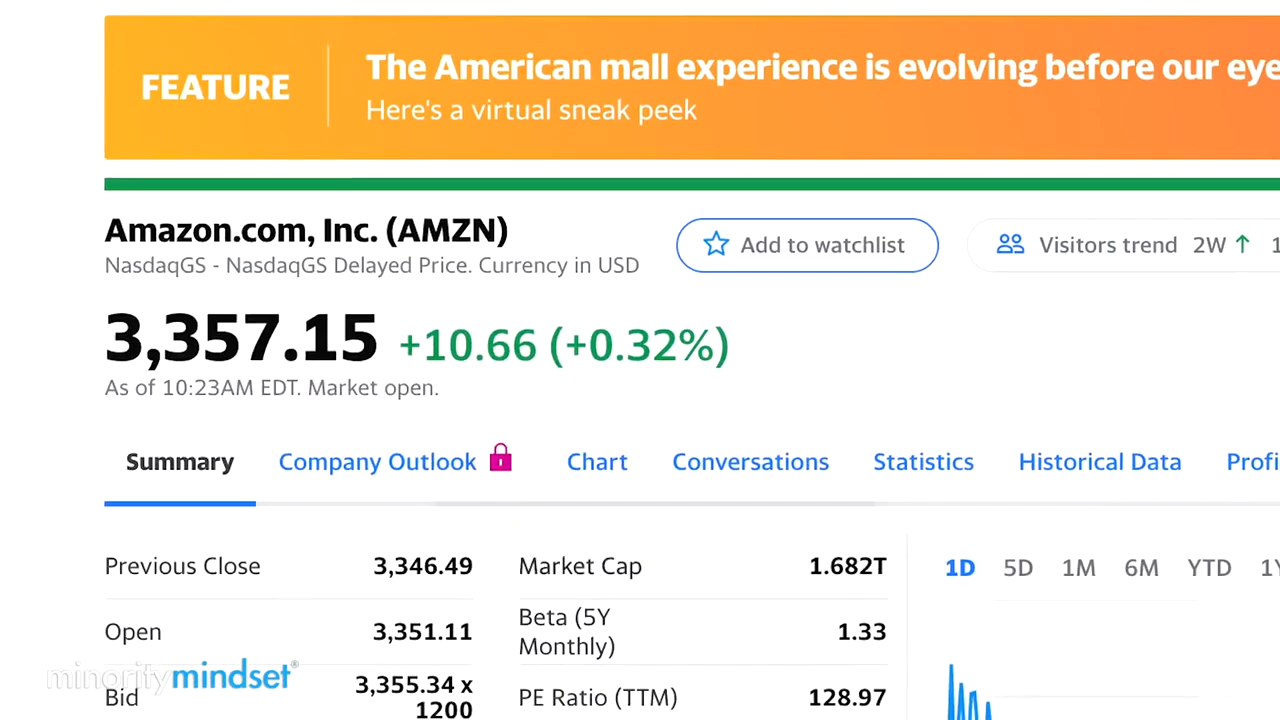 FEATURE
The American mall experience is evolving before our eye
Here's a virtual sneak peek
Amazon.com, Inc. (AMZN)
NasdaqGS - NasdaqGS Delayed Price. Currency in USD
Add to watchlist
Visitors trend 2W ↑ 1
3,357.15 +10.66 (+0.32%)
As of 10:23AM EDT. Market open.
Summary Company Outlook Chart Conversations Statistics Historical Data Profi
Previous Close 3,346.49
Open 3,351.11
Bid 3,355.34 x
1200
Market Cap 1.682T
Beta (5Y
Monthly) 1.33
PE Ratio (TTM) 128.97
1D 5D 1M 6M YTD 1Y
minority mindset®